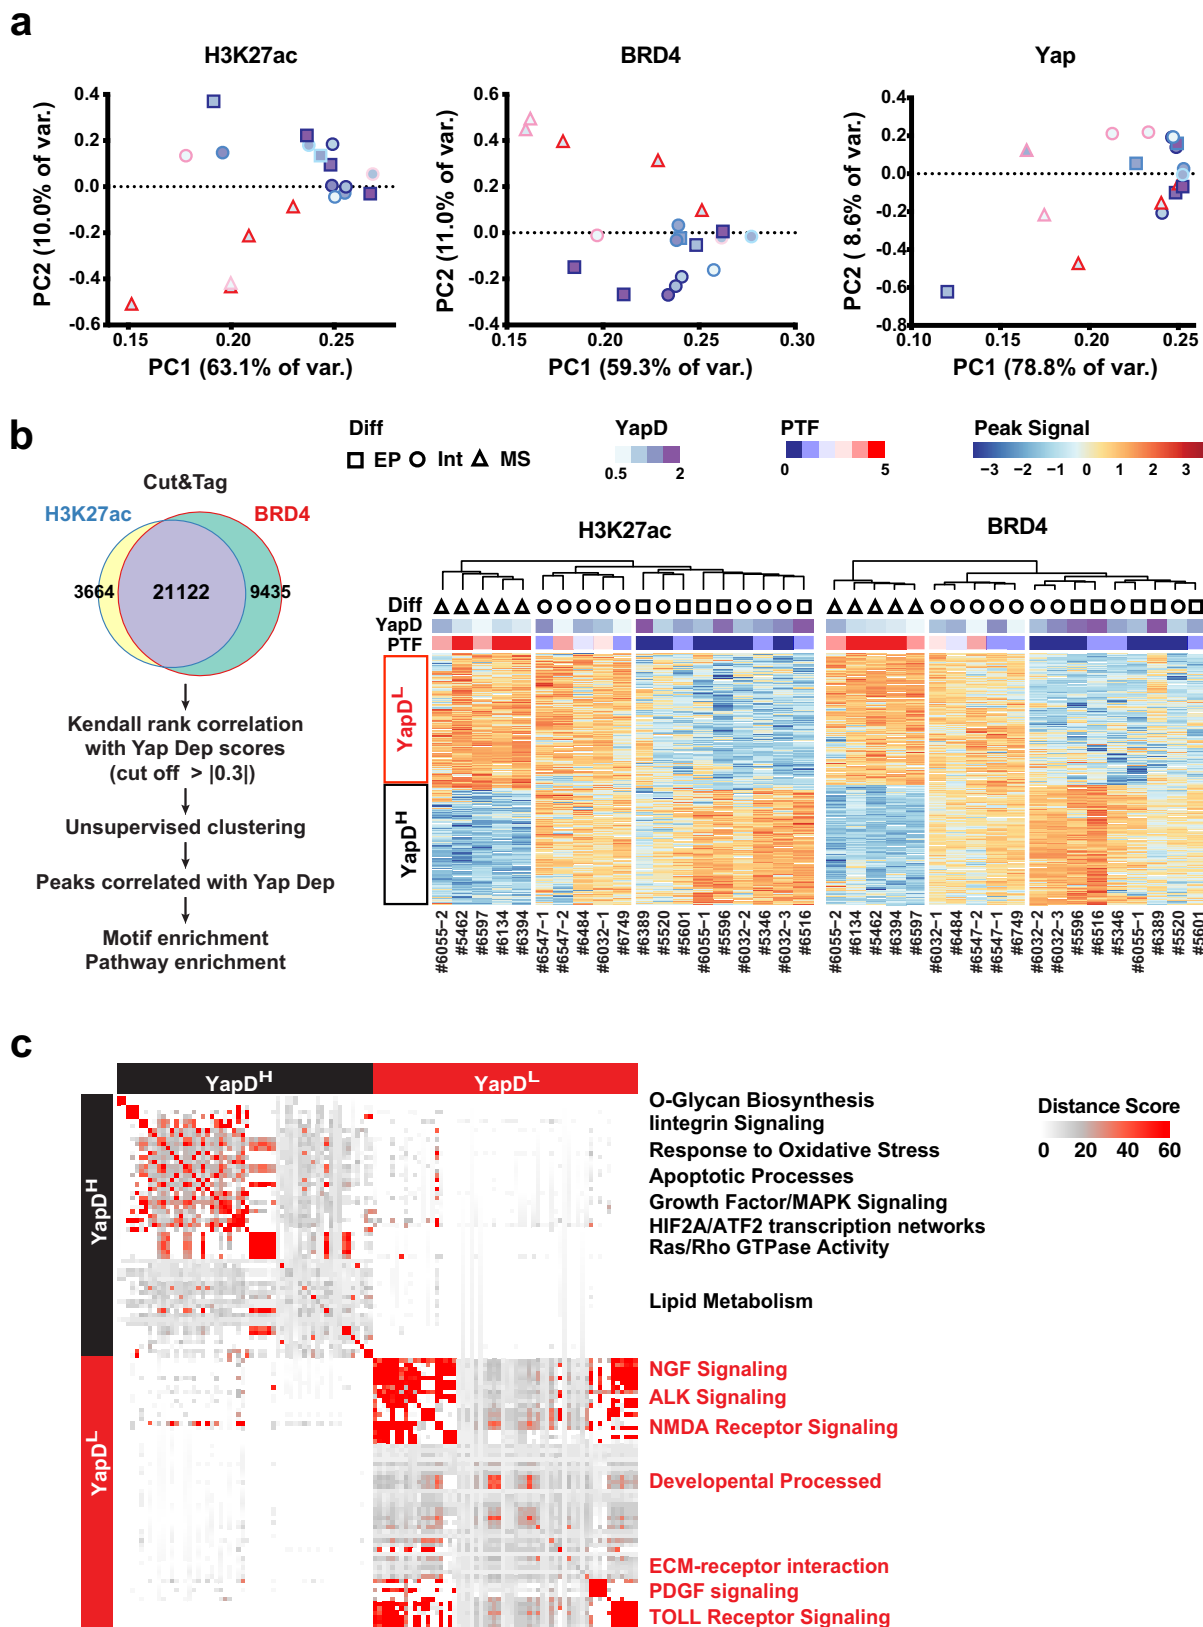 a
H3K27ac
BRD4
Yap
0.4
0.2
0.0
-0.2
-0.4
-0.6
0.15
0.20
0.25
PC2 (10.0% of var.)
PC1 (63.1% of var.)
0.6
0.4
0.2
0.0
-0.2
-0.4
0.15
0.20
0.25
0.30
PC2 (11.0% of var.)
PC1 (59.3% of var.)
0.4
0.2
0.0
-0.2
-0.4
-0.6
-0.8
0.10
0.15
0.20
0.25
PC2 ( 8.6% of var.)
PC1 (78.8% of var.)
b
Diff
EP Int MS
YapD
0.5 2
PTF
0 5
Peak Signal
−3 −2 −1 0 1 2 3
Cut&Tag
H3K27ac BRD4
3664 21122 9435
Kendall rank correlation
with Yap Dep scores
(cut off > |0.3|)
Unsupervised clustering
Peaks correlated with Yap Dep
Motif enrichment
Pathway enrichment
H3K27ac
BRD4
Diff
YapD
PTF
YapDL
YapDH
#6055−2
#5462
#6597
#6134
#6394
#6547−1
#6547−2
#6484
#6032−1
#6749
#6389
#5520
#5601
#6055−1
#5596
#6032−2
#5346
#6032−3
#6516
#6055−2
#6134
#5462
#6394
#6597
#6032−1
#6484
#6547−2
#6547−1
#6749
#6032−2
#6032−3
#5596
#6516
#5346
#6055−1
#6389
#5520
#5601
c
YapDH
YapDL
YapDH
YapDL
O-Glycan Biosynthesis
Iintegrin Signaling
Response to Oxidative Stress
Apoptotic Processes
Growth Factor/MAPK Signaling
HIF2A/ATF2 transcription networks
Ras/Rho GTPase Activity
Lipid Metabolism
NGF Signaling
ALK Signaling
NMDA Receptor Signaling
Developental Processed
ECM-receptor interaction
PDGF signaling
TOLL Receptor Signaling
Distance Score
0 20 40 60